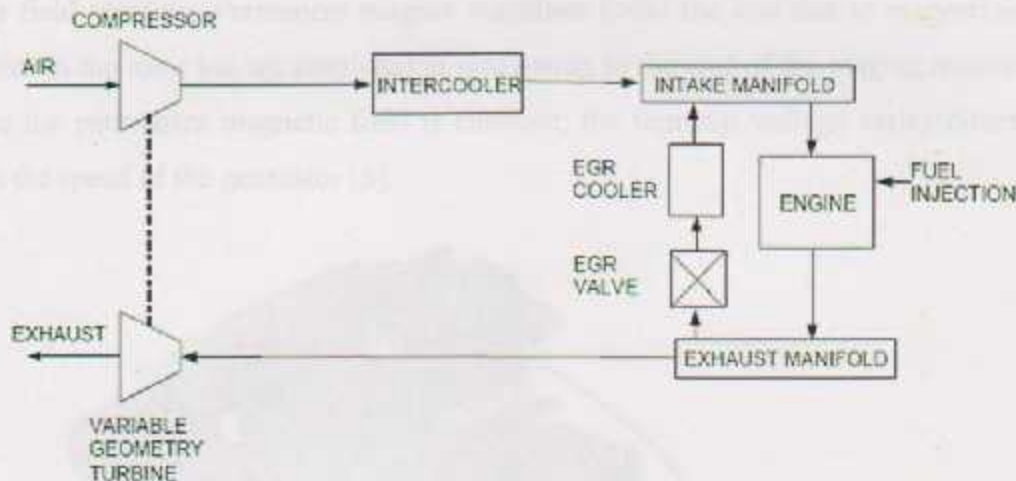 COMPRESSOR
AIR
INTERCOOLER
INTAKE MANIFOLD
EGR
COOLER
ENGINE
FUEL
INJECTION
EGR
VALVE
EXHAUST
EXHAUST MANIFOLD
VARIABLE
GEOMETRY
TURBINE